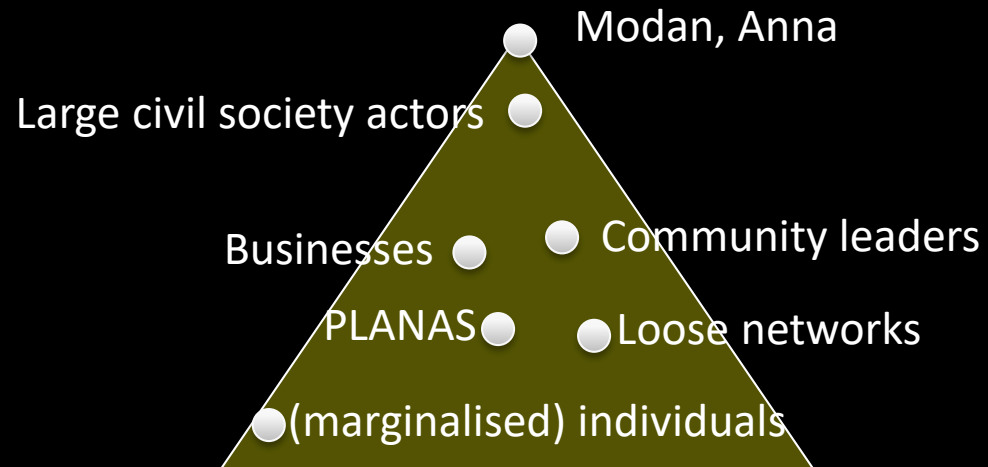 Modan, Anna
Large civil society actors
Businesses
Community leaders
PLANAS
Loose networks
(marginalised) individuals